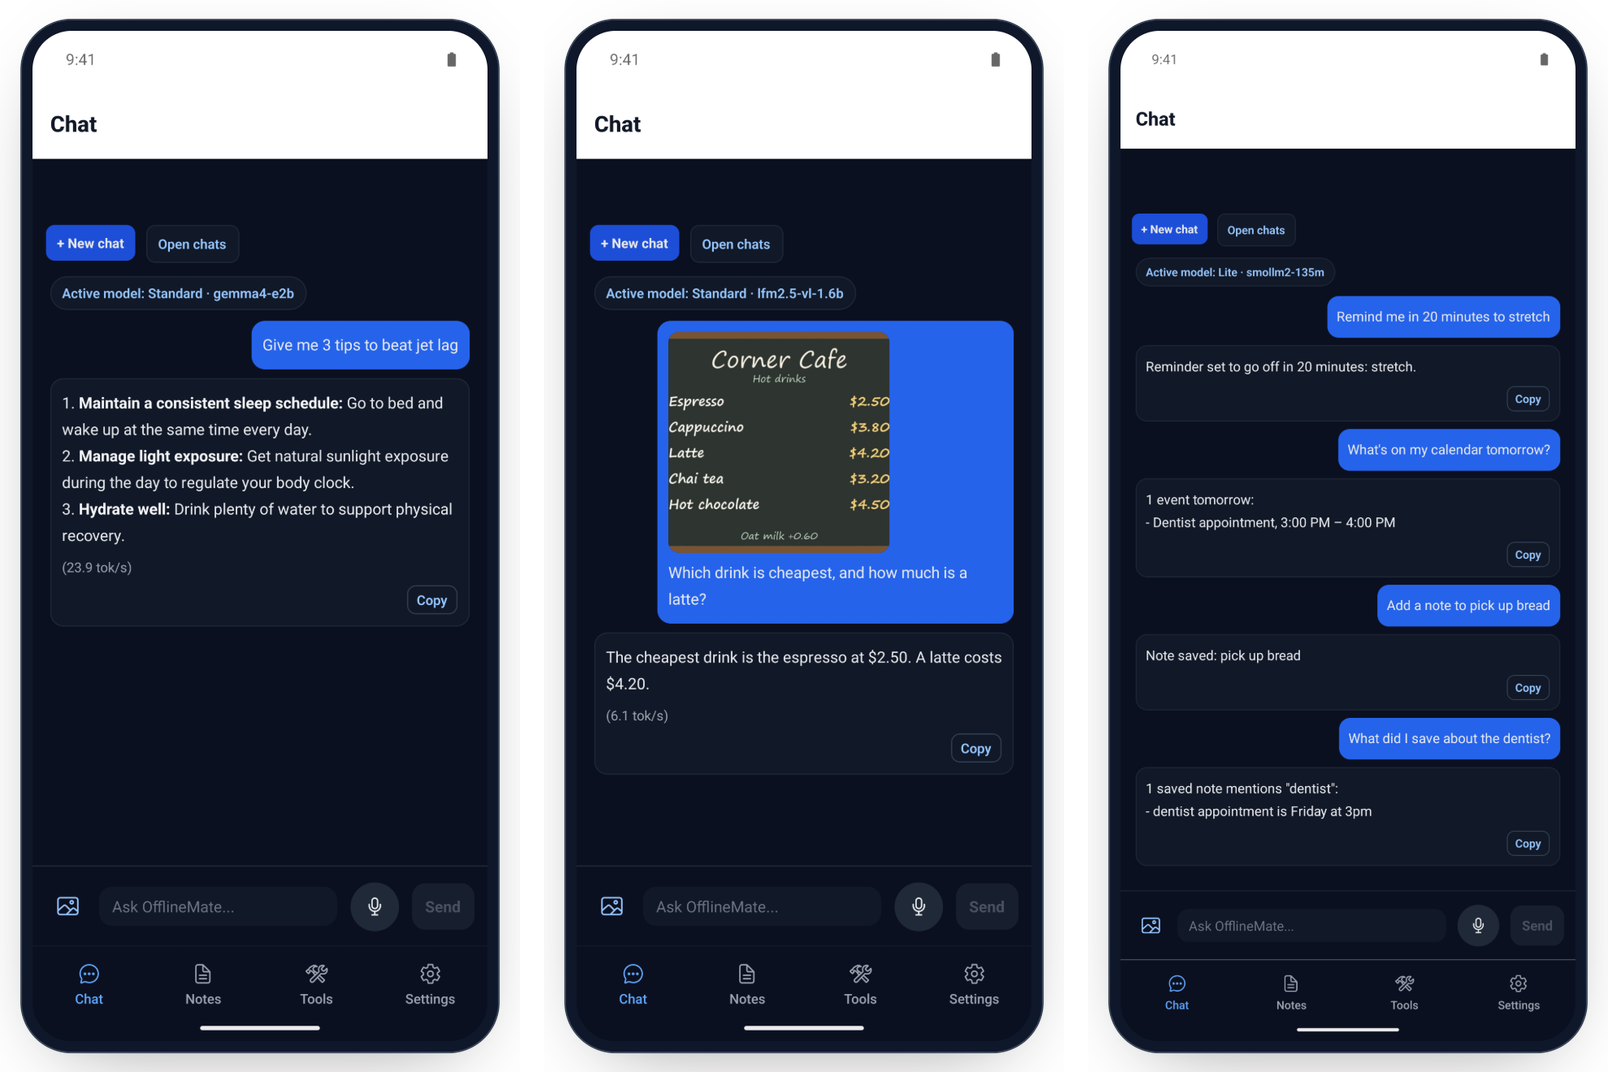 9:41
Chat
+ New chat
Open chats
Active model: Standard · gemma4-e2b
Give me 3 tips to beat jet lag
1. Maintain a consistent sleep schedule: Go to bed and
wake up at the same time every day.
2. Manage light exposure: Get natural sunlight exposure
during the day to regulate your body clock.
3. Hydrate well: Drink plenty of water to support physical
recovery.
(23.9 tok/s)
Copy
Ask OfflineMate...
Send
Chat
Notes
Tools
Settings
9:41
Chat
+ New chat
Open chats
Active model: Standard · lfm2.5-vl-1.6b
Corner Cafe
Hot drinks
Espresso $2.50
Cappuccino $3.80
Latte $4.20
Chai tea $3.20
Hot chocolate $4.50
Oat milk +0.60
Which drink is cheapest, and how much is a
latte?
The cheapest drink is the espresso at $2.50. A latte costs
$4.20.
(6.1 tok/s)
Copy
Ask OfflineMate...
Send
Chat
Notes
Tools
Settings
9:41
Chat
+ New chat
Open chats
Active model: Lite · smollm2-135m
Remind me in 20 minutes to stretch
Reminder set to go off in 20 minutes: stretch.
Copy
What's on my calendar tomorrow?
1 event tomorrow:
- Dentist appointment, 3:00 PM – 4:00 PM
Copy
Add a note to pick up bread
Note saved: pick up bread
Copy
What did I save about the dentist?
1 saved note mentions "dentist":
- dentist appointment is Friday at 3pm
Copy
Ask OfflineMate...
Send
Chat
Notes
Tools
Settings